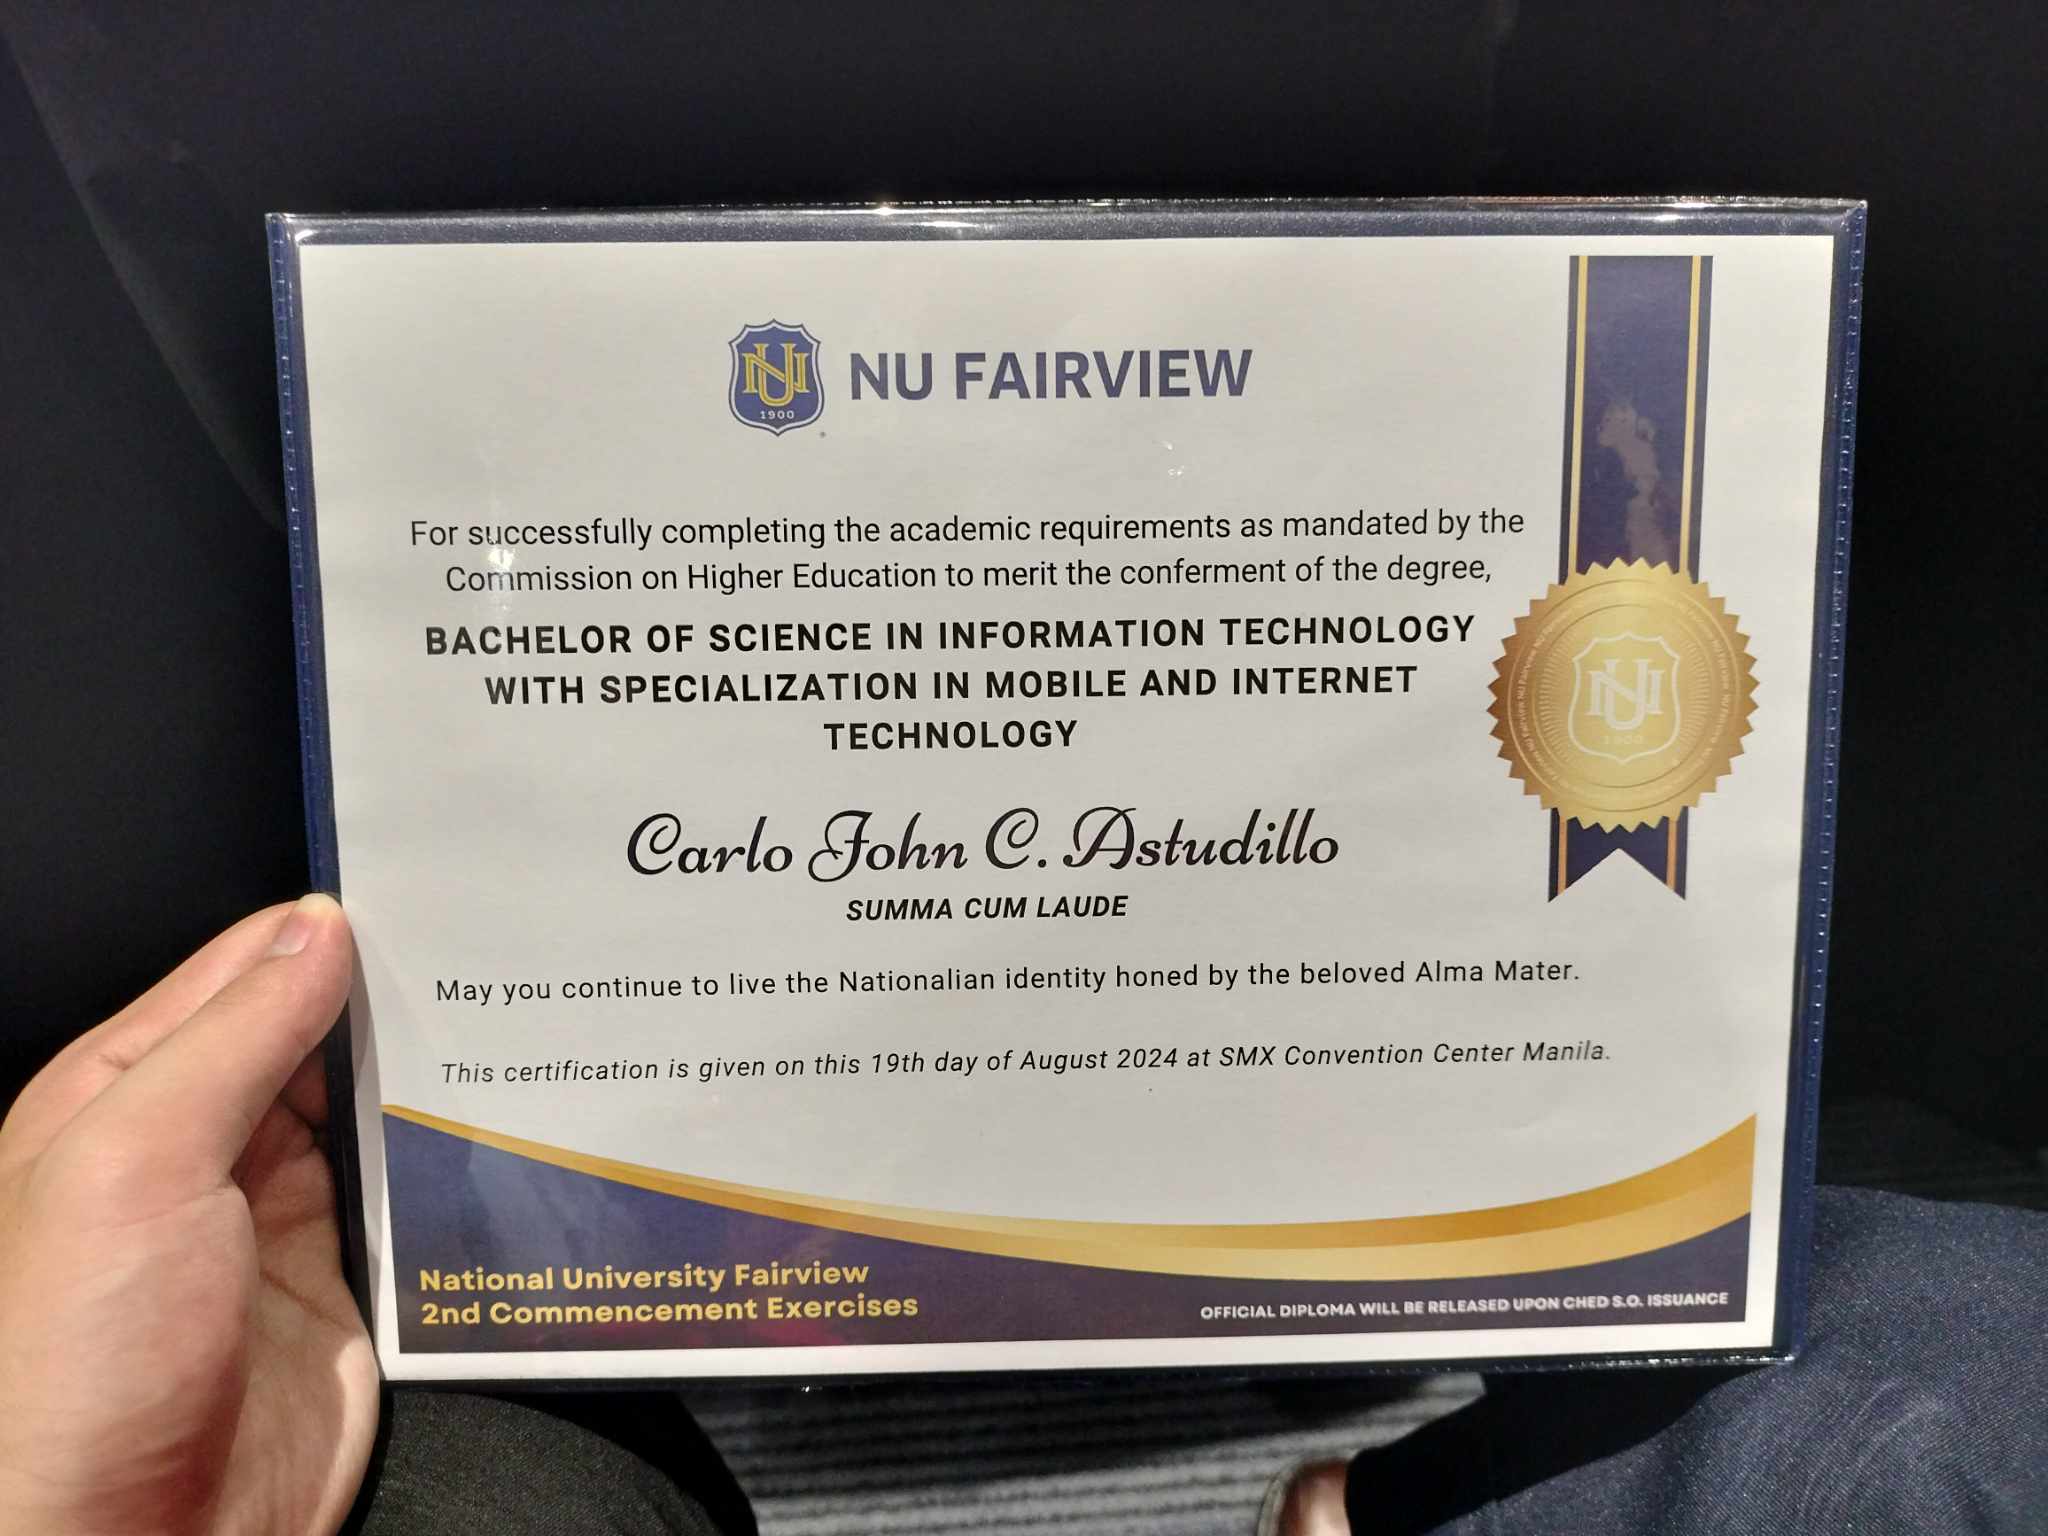 NU
1900
NU FAIRVIEW
For successfully completing the academic requirements as mandated by the
Commission on Higher Education to merit the conferment of the degree,
BACHELOR OF SCIENCE IN INFORMATION TECHNOLOGY
WITH SPECIALIZATION IN MOBILE AND INTERNET
TECHNOLOGY
Carlo John C. Astudillo
SUMMA CUM LAUDE
May you continue to live the Nationalian identity honed by the beloved Alma Mater.
This certification is given on this 19th day of August 2024 at SMX Convention Center Manila.
NU
1900
National University Fairview
2nd Commencement Exercises
OFFICIAL DIPLOMA WILL BE RELEASED UPON CHED S.O. ISSUANCE